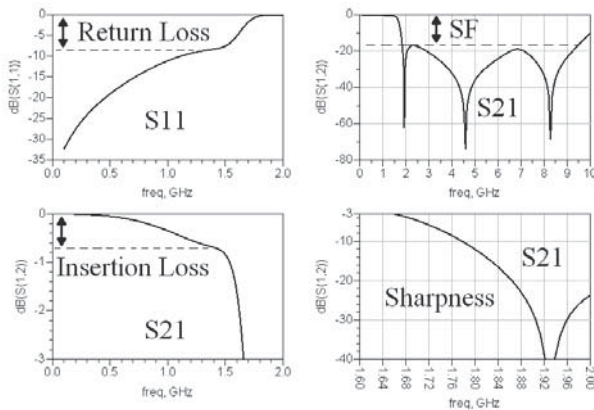 0
-5
-10
-15
-20
-25
-30
-35
dB(S(1,1))
Return Loss
S11
0.0 0.5 1.0 1.5 2.0
freq, GHz
0
-20
-40
-60
-80
dB(S(1,2))
SF
S21
0 1 2 3 4 5 6 7 8 9 10
freq, GHz
0
-1
-2
-3
dB(S(1,2))
Insertion Loss
S21
0.0 0.5 1.0 1.5 2.0
freq, GHz
-3
-10
-20
-30
-40
dB(S(1,2))
S21
Sharpness
1.60 1.64 1.68 1.72 1.76 1.80 1.84 1.88 1.92 1.96 2.00
freq, GHz